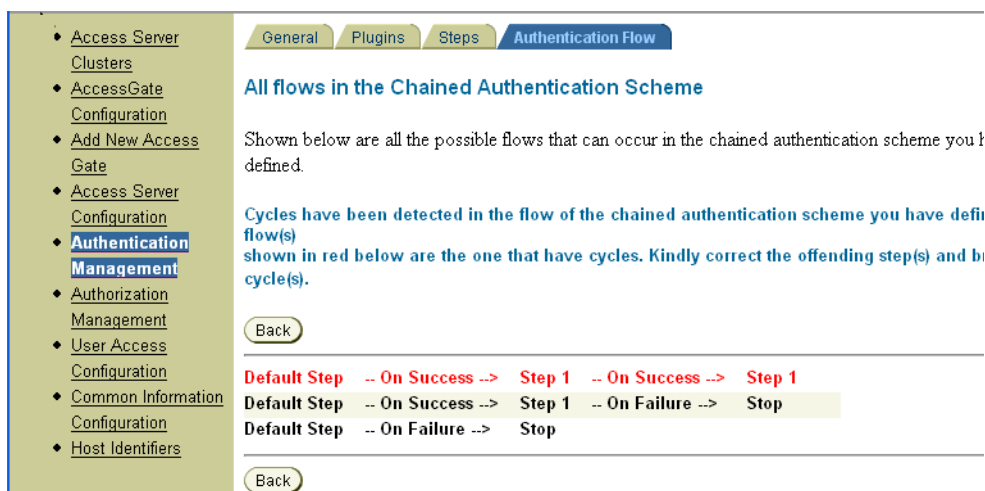 Access Server
Clusters
AccessGate
Configuration
Add New Access
Gate
Access Server
Configuration
Authentication
Management
Authorization
Management
User Access
Configuration
Common Information
Configuration
Host Identifiers
General Plugins Steps Authentication Flow
All flows in the Chained Authentication Scheme
Shown below are all the possible flows that can occur in the chained authentication scheme you
defined.
Cycles have been detected in the flow of the chained authentication scheme you have
flow(s)
shown in red below are the one that have cycles. Kindly correct the offending step(s) and
cycle(s).
Back
Default Step -- On Success --> Step 1 -- On Success --> Step 1
Default Step -- On Success --> Step 1 -- On Failure --> Stop
Default Step -- On Failure --> Stop
Back